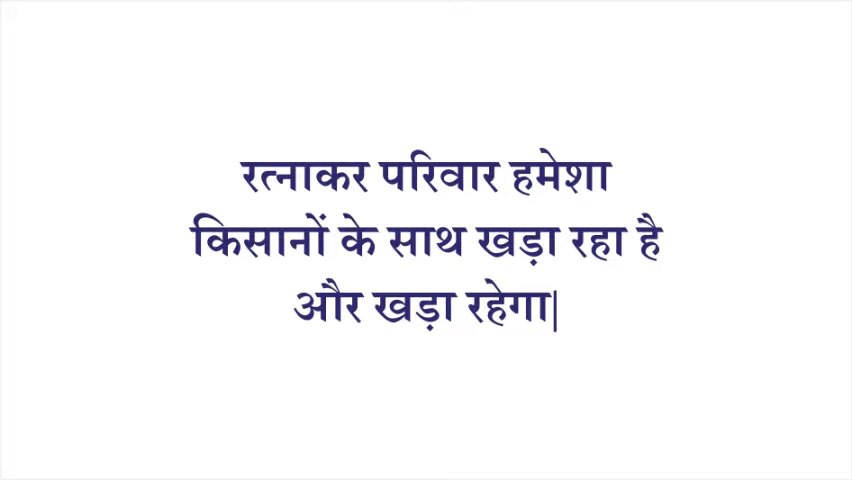 रत्नाकर परिवार हमेशा
किसानों के साथ खड़ा रहा है
और खड़ा रहेगा|